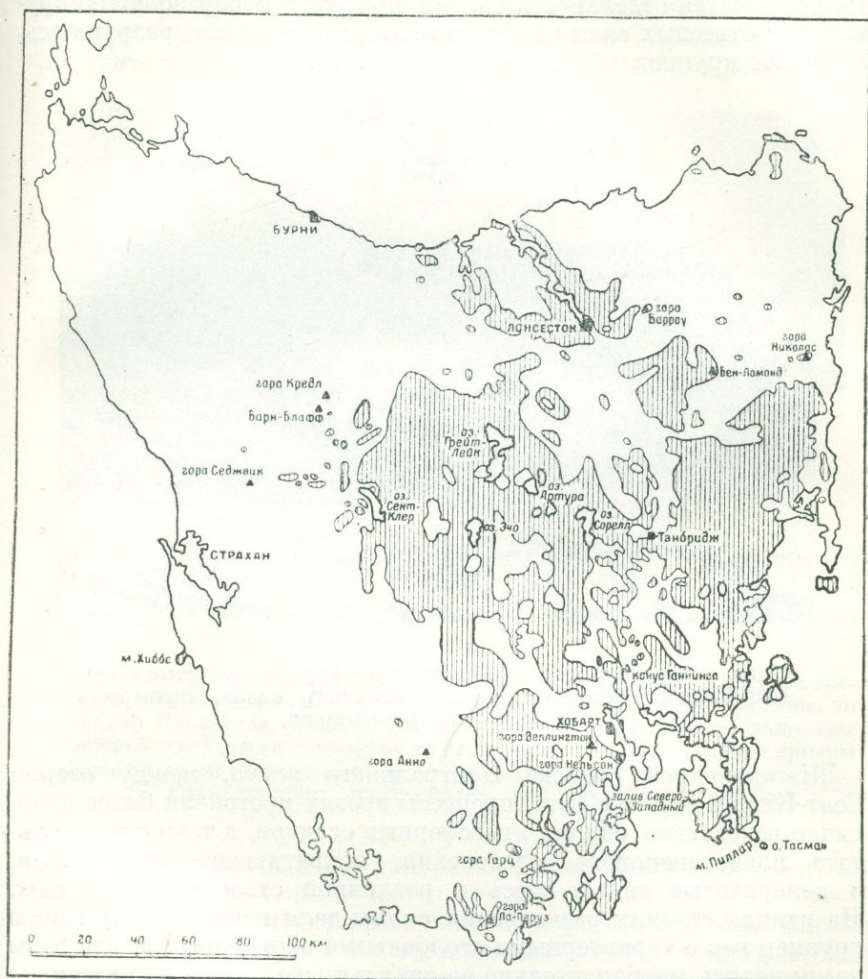 БУРНИ
гора
Барроу
ЛОНСЕСТОН
гора
Николас
Бен-Ломонд
гора Кредл
Барн-Блафф
оз.
Грейт-
Лейк
гора Седжвик
оз.
Сент-
Клер
оз.
Артура
оз. Эхо
оз.
Сорелл
Танбридж
СТРАХАН
м. Хиббс
конус Ганнинга
ХОБАРТ
гора Веллингтон
гора Анно
гора Нельсон
залив Северо-
Западный
м. Пиллар
о. Тасман
гора Гарц
гора
Ла-Перуз
0 20 40 60 80 100 км